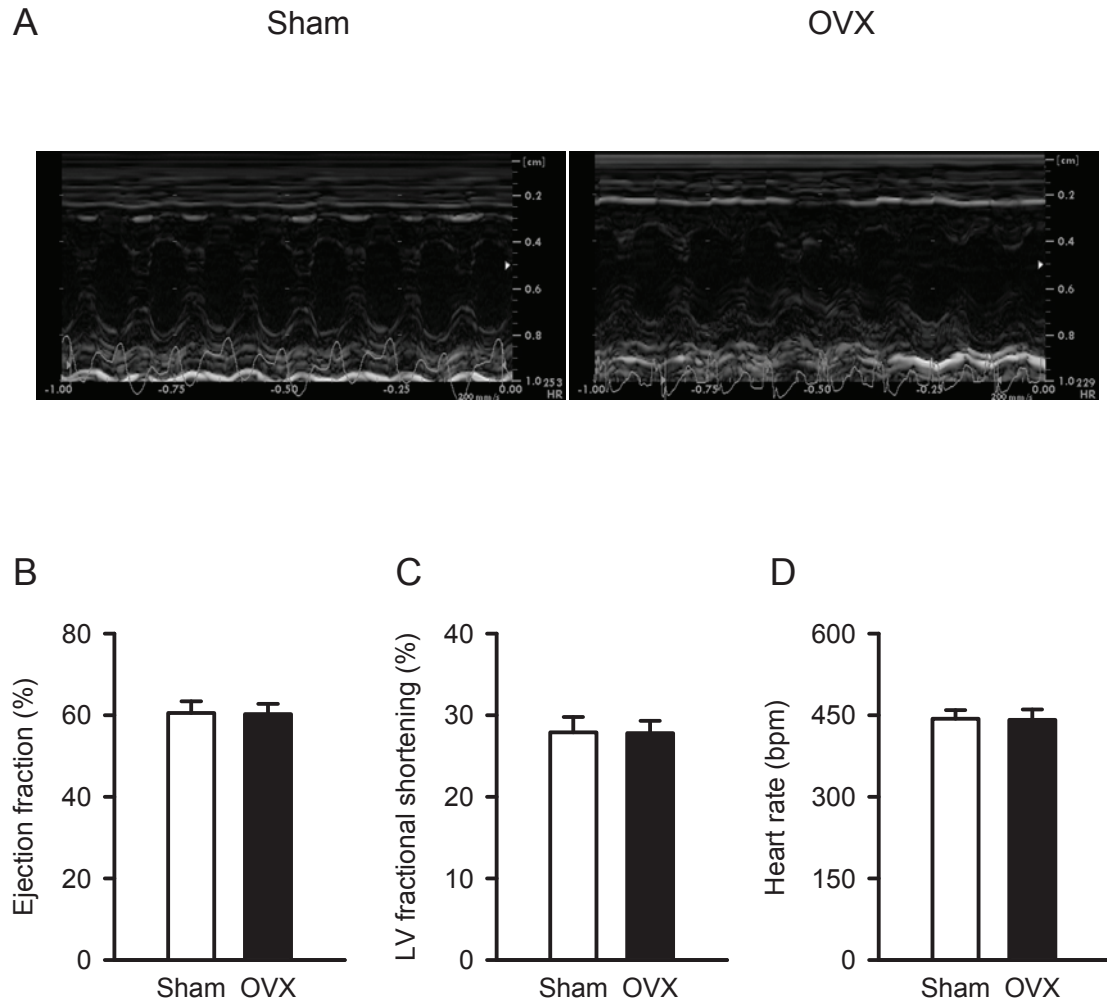 A
Sham
OVX
[cm]
0.2
0.4
0.6
0.8
1.0 253
HR
-1.00
-0.75
-0.50
-0.25
0.00
200 mm/s
[cm]
0.2
0.4
0.6
0.8
1.0 229
HR
-1.00
-0.75
-0.50
-0.25
0.00
200 mm/s
B
Ejection fraction (%)
80
60
40
20
0
Sham OVX
C
LV fractional shortening (%)
40
30
20
10
0
Sham OVX
D
Heart rate (bpm)
600
450
300
150
0
Sham OVX